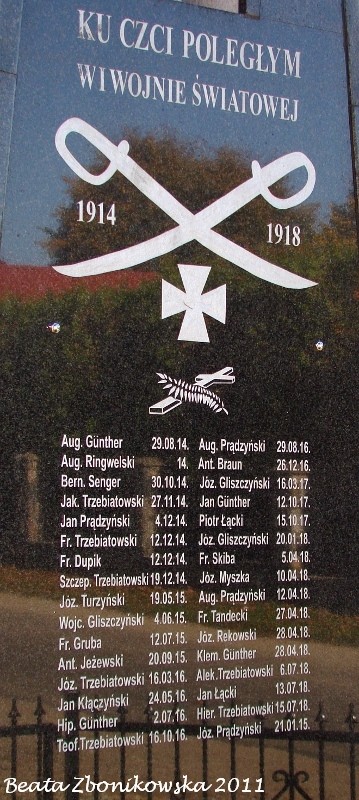 KU CZCI POLEGŁYM
W I WOJNIE ŚWIATOWEJ
1914
1918
Aug. Günther 29.08.14.
Aug. Ringwelski 14.
Bern. Senger 30.10.14.
Jak. Trzebiatowski 27.11.14.
Jan Prądzyński 4.12.14.
Fr. Trzebiatowski 12.12.14.
Fr. Dupik 12.12.14.
Szczep. Trzebiatowski 19.12.14.
Józ. Turzyński 19.05.15.
Wojc. Gliszczyński 4.06.15.
Fr. Gruba 12.07.15.
Ant. Jeżewski 20.09.15.
Józ. Trzebiatowski 16.03.16.
Jan Kłączyński 24.05.16.
Hip. Günther 2.07.16.
Teof. Trzebiatowski 16.10.16.
Aug. Prądzyński 29.08.16.
Ant. Braun 26.12.16.
Józ. Gliszczyński 16.03.17.
Jan Günther 12.10.17.
Piotr Łącki 15.10.17.
Józ. Gliszczyński 20.01.18.
Fr. Skiba 5.04.18.
Józ. Myszka 10.04.18.
Aug. Prądzyński 12.04.18.
Fr. Tandecki 27.04.18.
Józ. Rekowski 28.04.18.
Klem. Günther 28.04.18.
Alek. Trzebiatowski 6.07.18.
Jan Łącki 13.07.18.
Hier. Trzebiatowski 15.07.18.
Józ. Prądzyński 21.01.15.
Beata Zbonikowska 2011